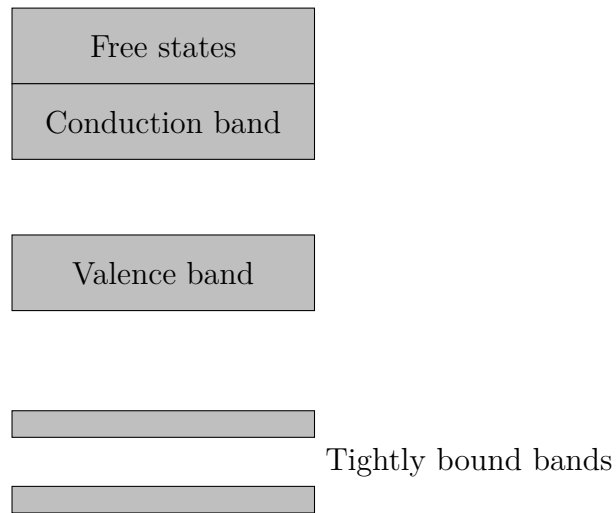 Free states
Conduction band
Valence band
Tightly bound bands